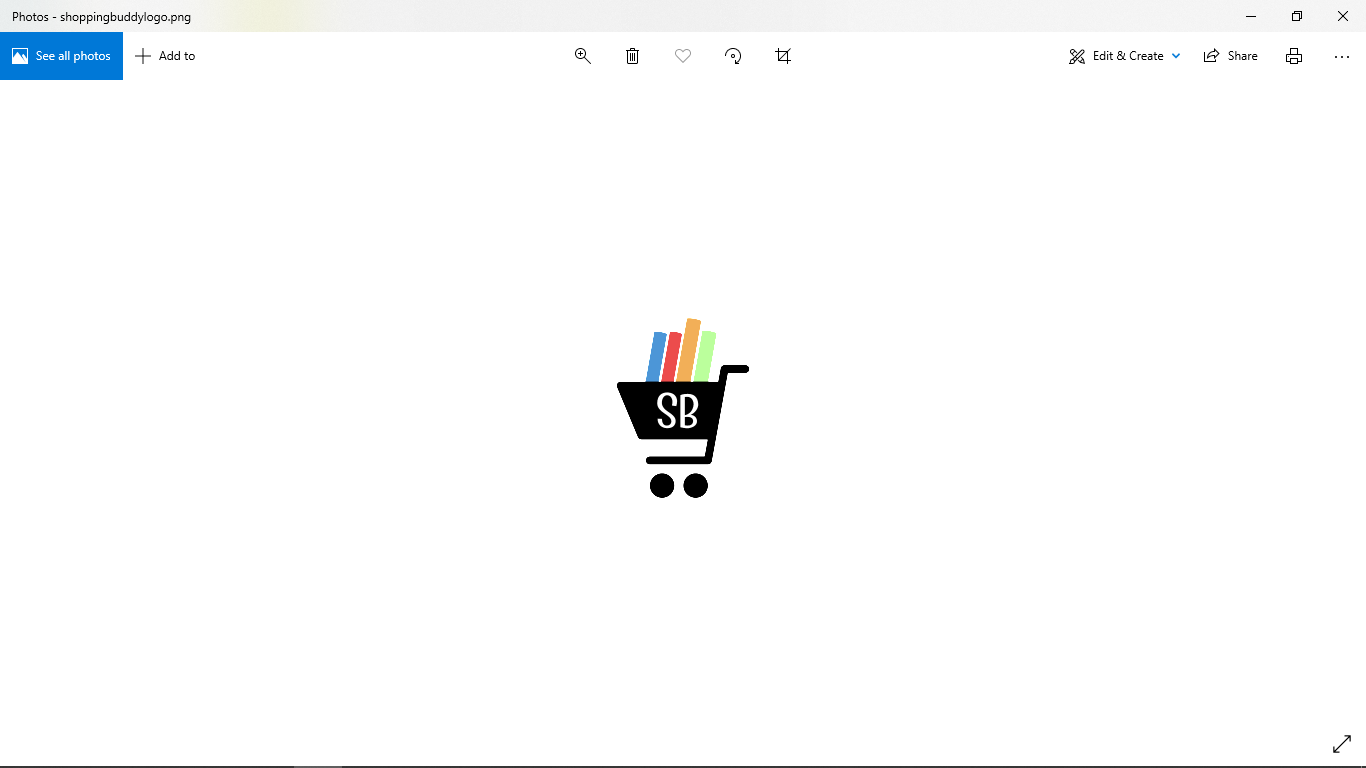 Photos - shoppingbuddylogo.png
See all photos
Add to
Edit & Create
Share
SB